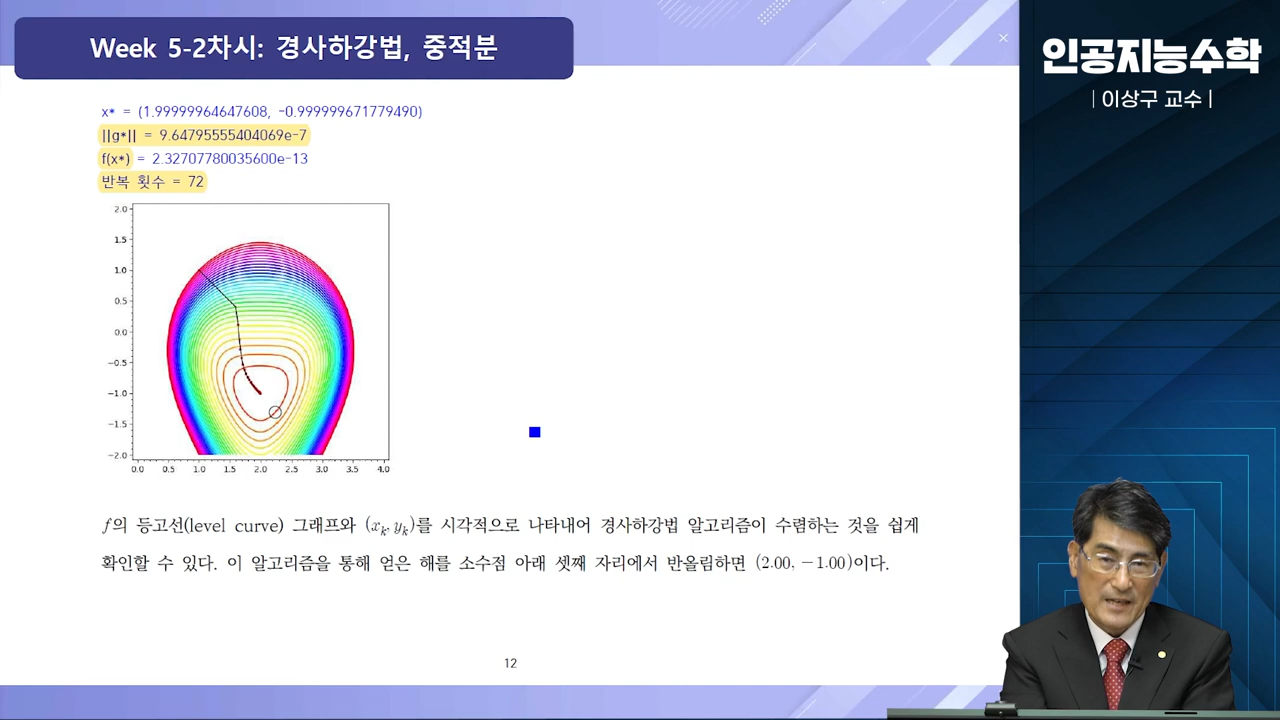 Week 5-2차시: 경사하강법, 중적분
인공지능수학
| 이상구 교수 |
x* = (1.99999964647608, -0.999999671779490)
||g*|| = 9.64795555404069e-7
f(x*) = 2.32707780035600e-13
반복 횟수 = 72
2.0
1.5
1.0
0.5
0.0
−0.5
−1.0
−1.5
−2.0
0.0 0.5 1.0 1.5 2.0 2.5 3.0 3.5 4.0
f의 등고선(level curve) 그래프와 (xₖ, yₖ)를 시각적으로 나타내어 경사하강법 알고리즘이 수렴하는 것을 쉽게
확인할 수 있다. 이 알고리즘을 통해 얻은 해를 소수점 아래 셋째 자리에서 반올림하면 (2.00, −1.00)이다.
12